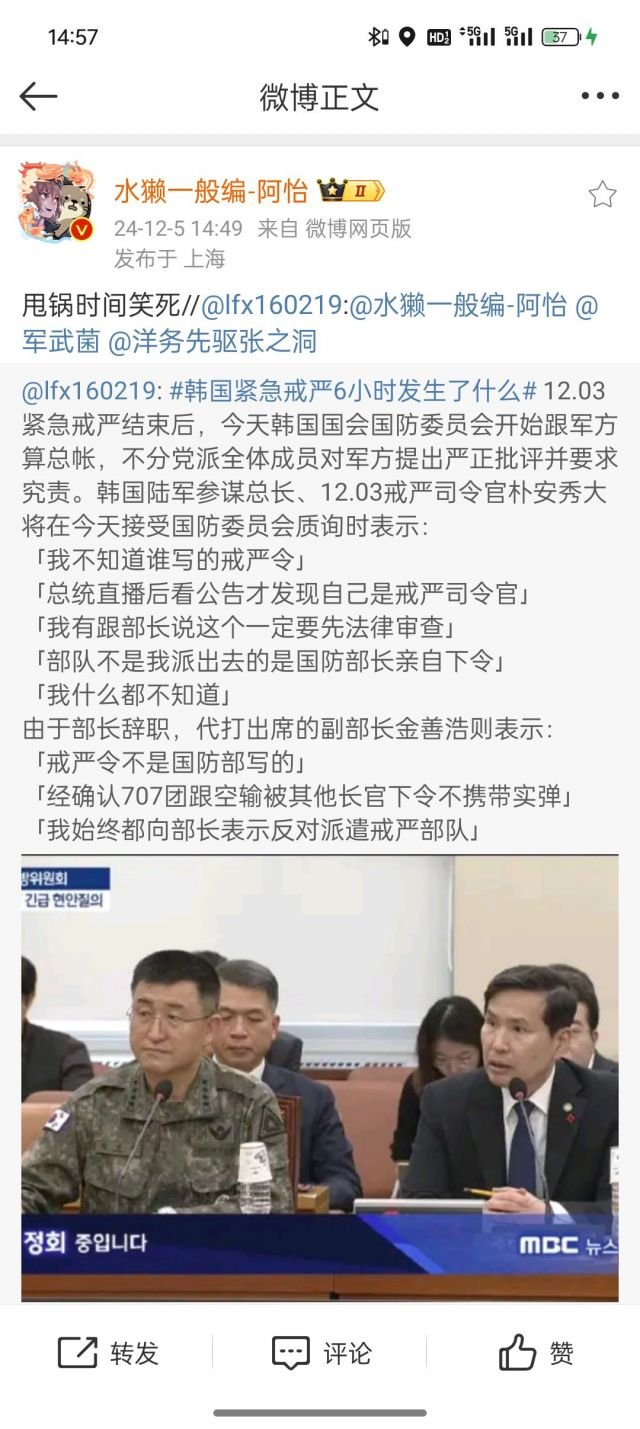 14:57
HD 5G 5G 37
微博正文
水獭一般编-阿怡 II
24-12-5 14:49 来自 微博网页版
发布于 上海
甩锅时间笑死//@lfx160219:@水獭一般编-阿怡 @
军武菌 @洋务先驱张之洞
@lfx160219: #韩国紧急戒严6小时发生了什么# 12.03
紧急戒严结束后，今天韩国国会国防委员会开始跟军方
算总帐，不分党派全体成员对军方提出严正批评并要求
究责。韩国陆军参谋总长、12.03戒严司令官朴安秀大
将在今天接受国防委员会质询时表示：
「我不知道谁写的戒严令」
「总统直播后看公告才发现自己是戒严司令官」
「我有跟部长说这个一定要先法律审查」
「部队不是我派出去的是国防部长亲自下令」
「我什么都不知道」
由于部长辞职，代打出席的副部长金善浩则表示：
「戒严令不是国防部写的」
「经确认707团跟空输被其他长官下令不携带实弹」
「我始终都向部长表示反对派遣戒严部队」
방위원회
긴급 현안질의
정회 중입니다
MBC 뉴스
转发 评论 赞